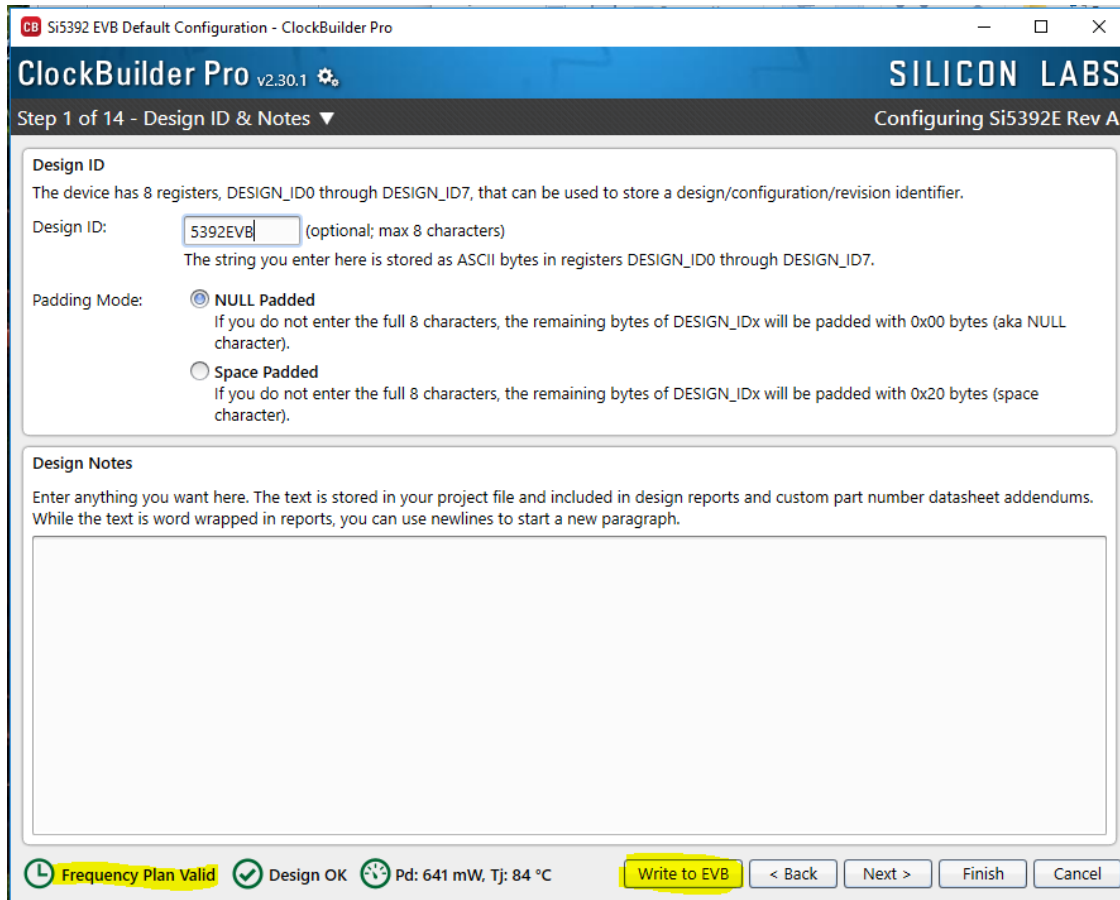 CB Si5392 EVB Default Configuration - ClockBuilder Pro
ClockBuilder Pro v2.30.1 SILICON LABS
Step 1 of 14 - Design ID & Notes ▼ Configuring Si5392E Rev A
Design ID
The device has 8 registers, DESIGN_ID0 through DESIGN_ID7, that can be used to store a design/configuration/revision identifier.
Design ID: 5392EVB (optional; max 8 characters)
The string you enter here is stored as ASCII bytes in registers DESIGN_ID0 through DESIGN_ID7.
Padding Mode: NULL Padded
If you do not enter the full 8 characters, the remaining bytes of DESIGN_IDx will be padded with 0x00 bytes (aka NULL
character).
Space Padded
If you do not enter the full 8 characters, the remaining bytes of DESIGN_IDx will be padded with 0x20 bytes (space
character).
Design Notes
Enter anything you want here. The text is stored in your project file and included in design reports and custom part number datasheet addendums.
While the text is word wrapped in reports, you can use newlines to start a new paragraph.
Frequency Plan Valid Design OK Pd: 641 mW, Tj: 84 °C Write to EVB < Back Next > Finish Cancel